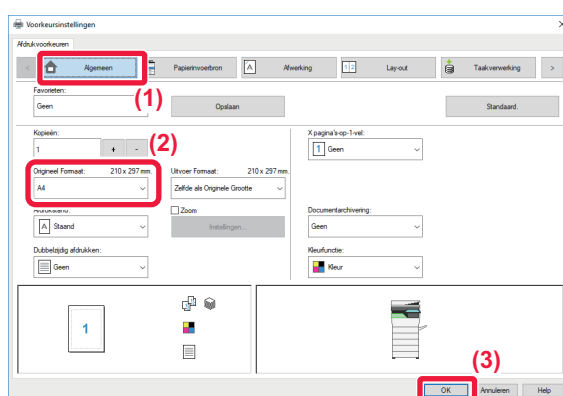 Voorkeursinstellingen
Afdrukvoorkeuren
Algemeen
Papierinvoerbron
Afwerking
Lay-out
Taakverwerking
(1)
Favorieten:
Geen
Opslaan
Standaard.
Kopieën:
X pagina's-op-1-vel:
(2)
1 + -
1 Geen
Origineel Formaat: 210 x 297 mm.
Uitvoer Formaat: 210 x 297 mm.
A4
Zelfde als Originele Grootte
Zoom
Documentarchivering:
A Staand
Instellingen...
Geen
Dubbelzijdig afdrukken:
Kleurfunctie:
Geen
Kleur
1
(3)
OK
Annuleren
Help